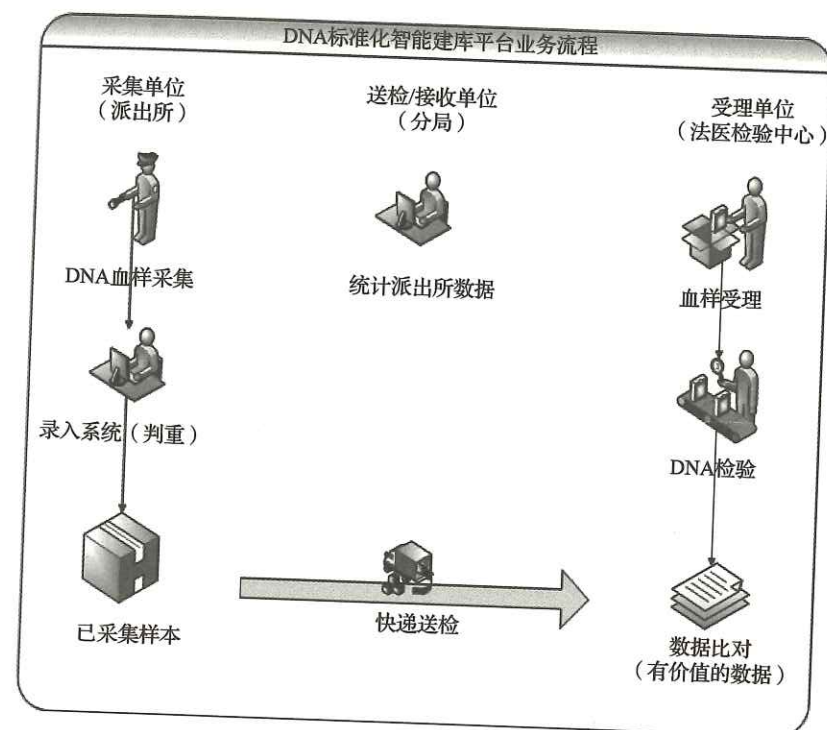 DNA标准化智能建库平台业务流程
采集单位
（派出所）
送检/接收单位
（分局）
受理单位
（法医检验中心）
DNA血样采集
统计派出所数据
血样受理
录入系统（判重）
DNA检验
已采集样本
快递送检
数据比对
（有价值的数据）